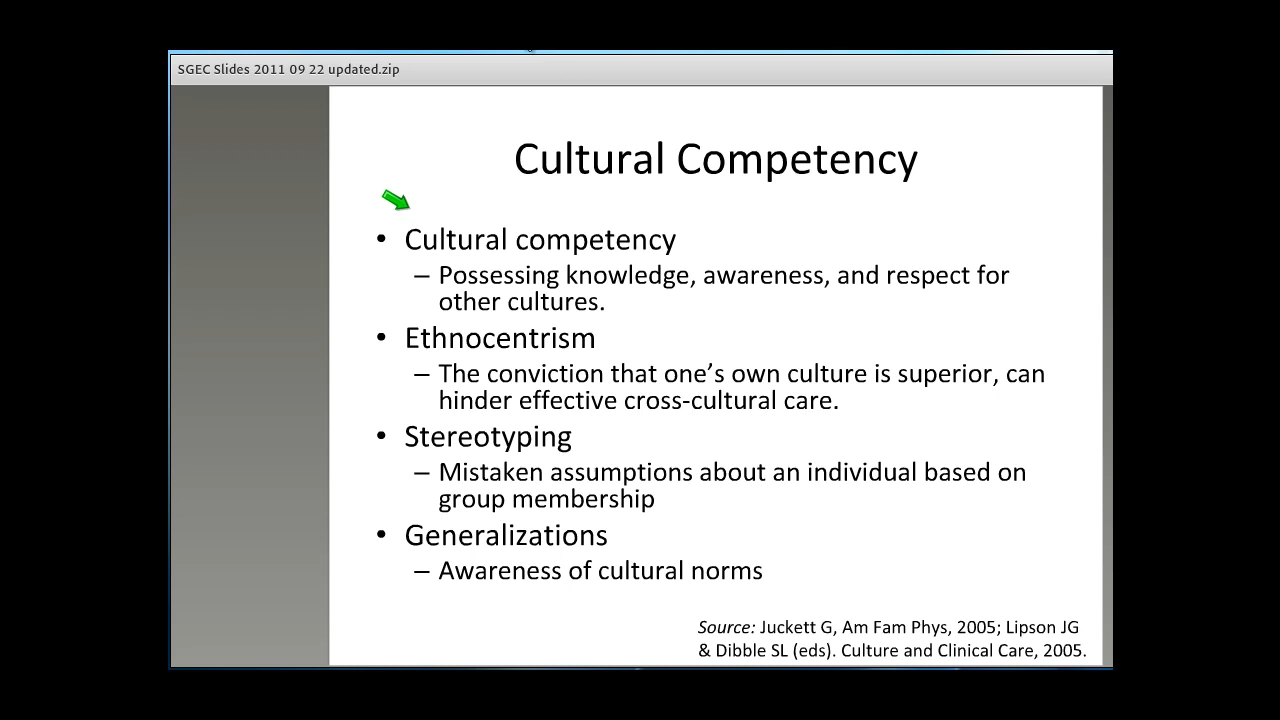 SGEC Slides 2011 09 22 updated.zip
Cultural Competency
• Cultural competency
– Possessing knowledge, awareness, and respect for
other cultures.
• Ethnocentrism
– The conviction that one’s own culture is superior, can
hinder effective cross-cultural care.
• Stereotyping
– Mistaken assumptions about an individual based on
group membership
• Generalizations
– Awareness of cultural norms
Source: Juckett G, Am Fam Phys, 2005; Lipson JG
& Dibble SL (eds). Culture and Clinical Care, 2005.